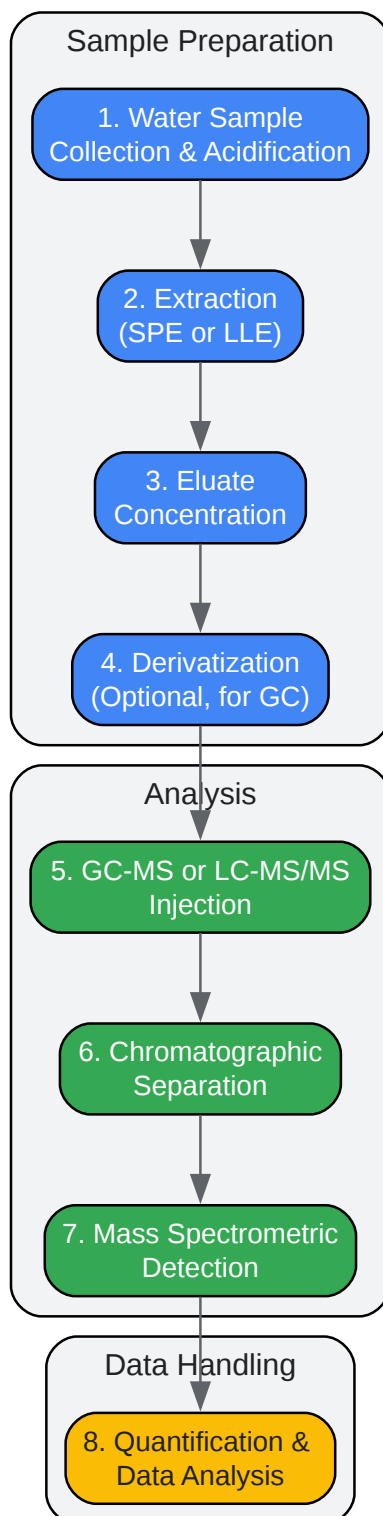 Sample Preparation
1. Water Sample
Collection & Acidification
2. Extraction
(SPE or LLE)
3. Eluate
Concentration
4. Derivatization
(Optional, for GC)
Analysis
5. GC-MS or LC-MS/MS
Injection
6. Chromatographic
Separation
7. Mass Spectrometric
Detection
Data Handling
8. Quantification &
Data Analysis